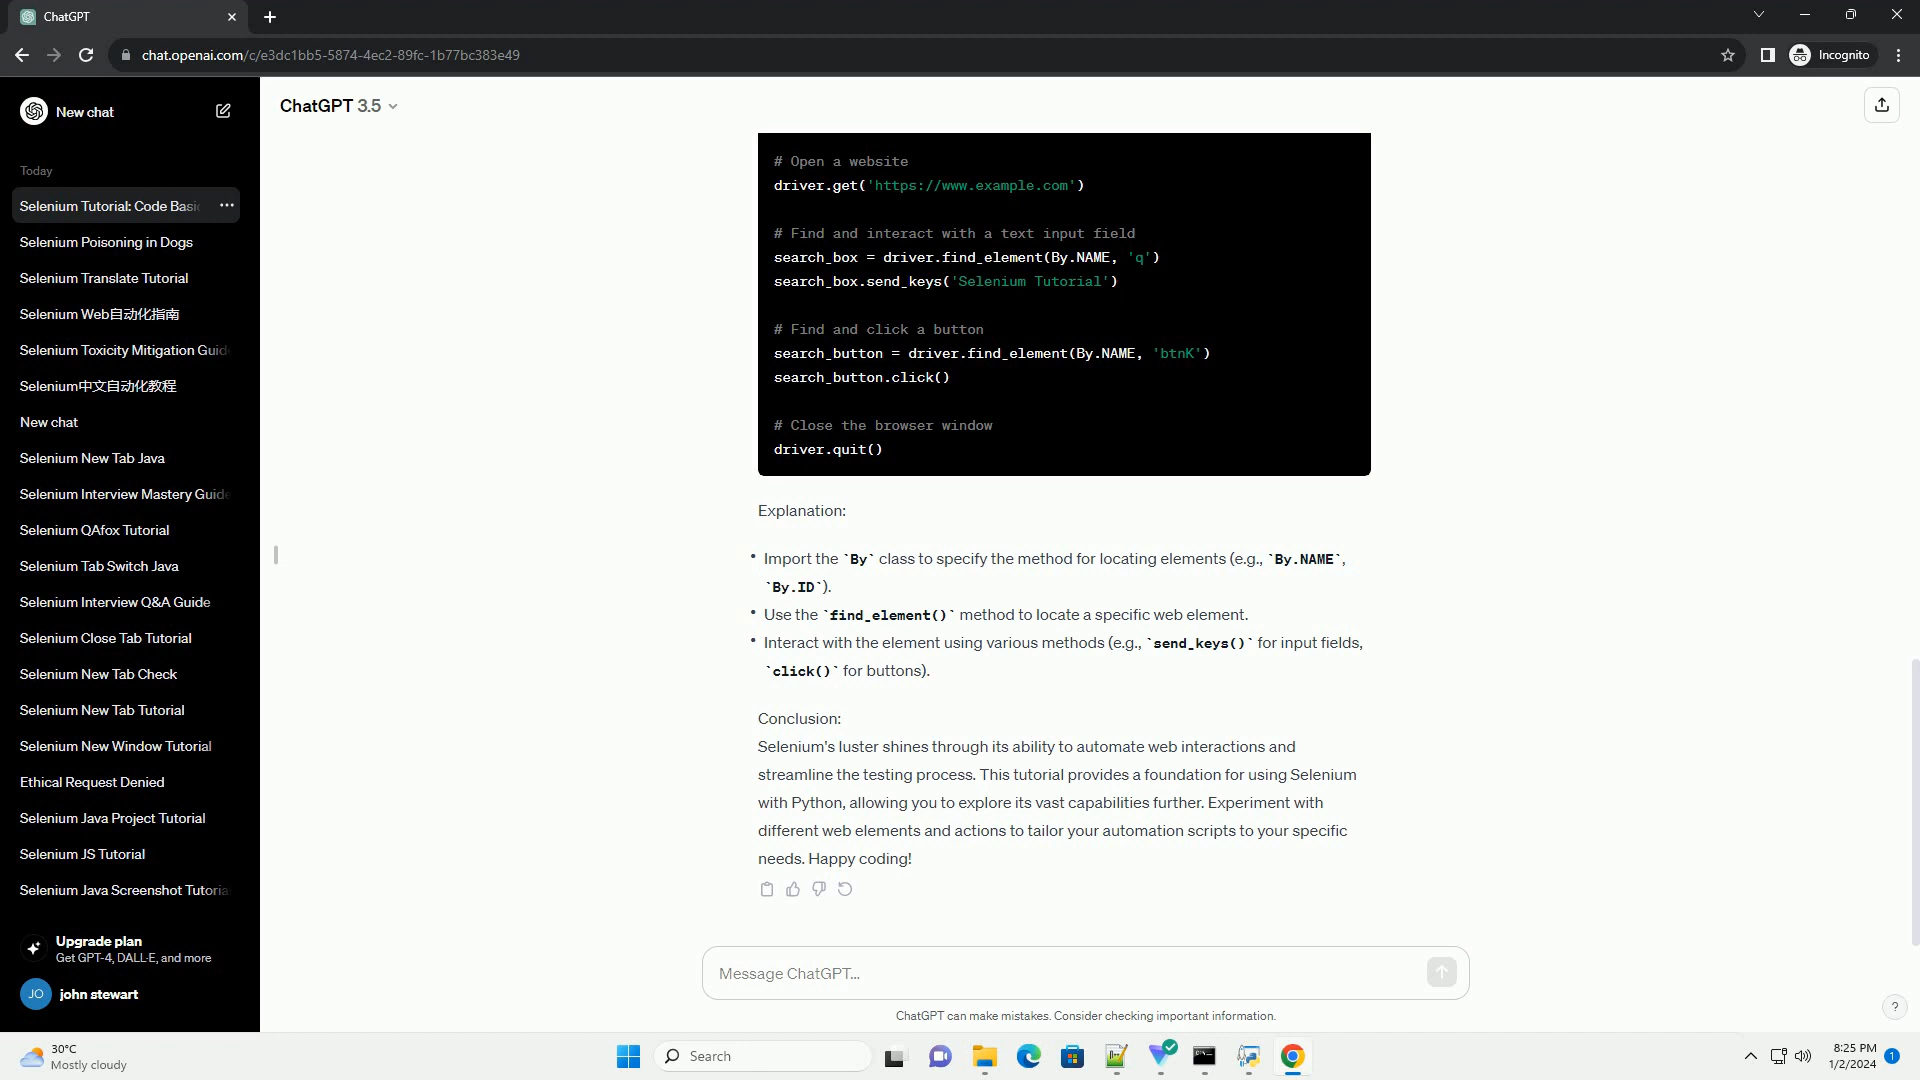 ChatGPT
chat.openai.com/c/e3dc1bb5-5874-4ec2-89fc-1b77bc383e49
Incognito
New chat
ChatGPT 3.5
Today
Selenium Tutorial: Code Basic
Selenium Poisoning in Dogs
Selenium Translate Tutorial
Selenium Web自动化指南
Selenium Toxicity Mitigation Guide
Selenium中文自动化教程
New chat
Selenium New Tab Java
Selenium Interview Mastery Guide
Selenium QAfox Tutorial
Selenium Tab Switch Java
Selenium Interview Q&A Guide
Selenium Close Tab Tutorial
Selenium New Tab Check
Selenium New Tab Tutorial
Selenium New Window Tutorial
Ethical Request Denied
Selenium Java Project Tutorial
Selenium JS Tutorial
Selenium Java Screenshot Tutoria
Upgrade plan
Get GPT-4, DALL·E, and more
JO
john stewart
# Open a website
driver.get('https://www.example.com')
# Find and interact with a text input field
search_box = driver.find_element(By.NAME, 'q')
search_box.send_keys('Selenium Tutorial')
# Find and click a button
search_button = driver.find_element(By.NAME, 'btnK')
search_button.click()
# Close the browser window
driver.quit()
Explanation:
• Import the `By` class to specify the method for locating elements (e.g., `By.NAME`,
`By.ID`).
• Use the `find_element()` method to locate a specific web element.
• Interact with the element using various methods (e.g., `send_keys()` for input fields,
`click()` for buttons).
Conclusion:
Selenium's luster shines through its ability to automate web interactions and
streamline the testing process. This tutorial provides a foundation for using Selenium
with Python, allowing you to explore its vast capabilities further. Experiment with
different web elements and actions to tailor your automation scripts to your specific
needs. Happy coding!
Message ChatGPT...
ChatGPT can make mistakes. Consider checking important information.
?
30°C
Mostly cloudy
Search
8:25 PM
1/2/2024
1